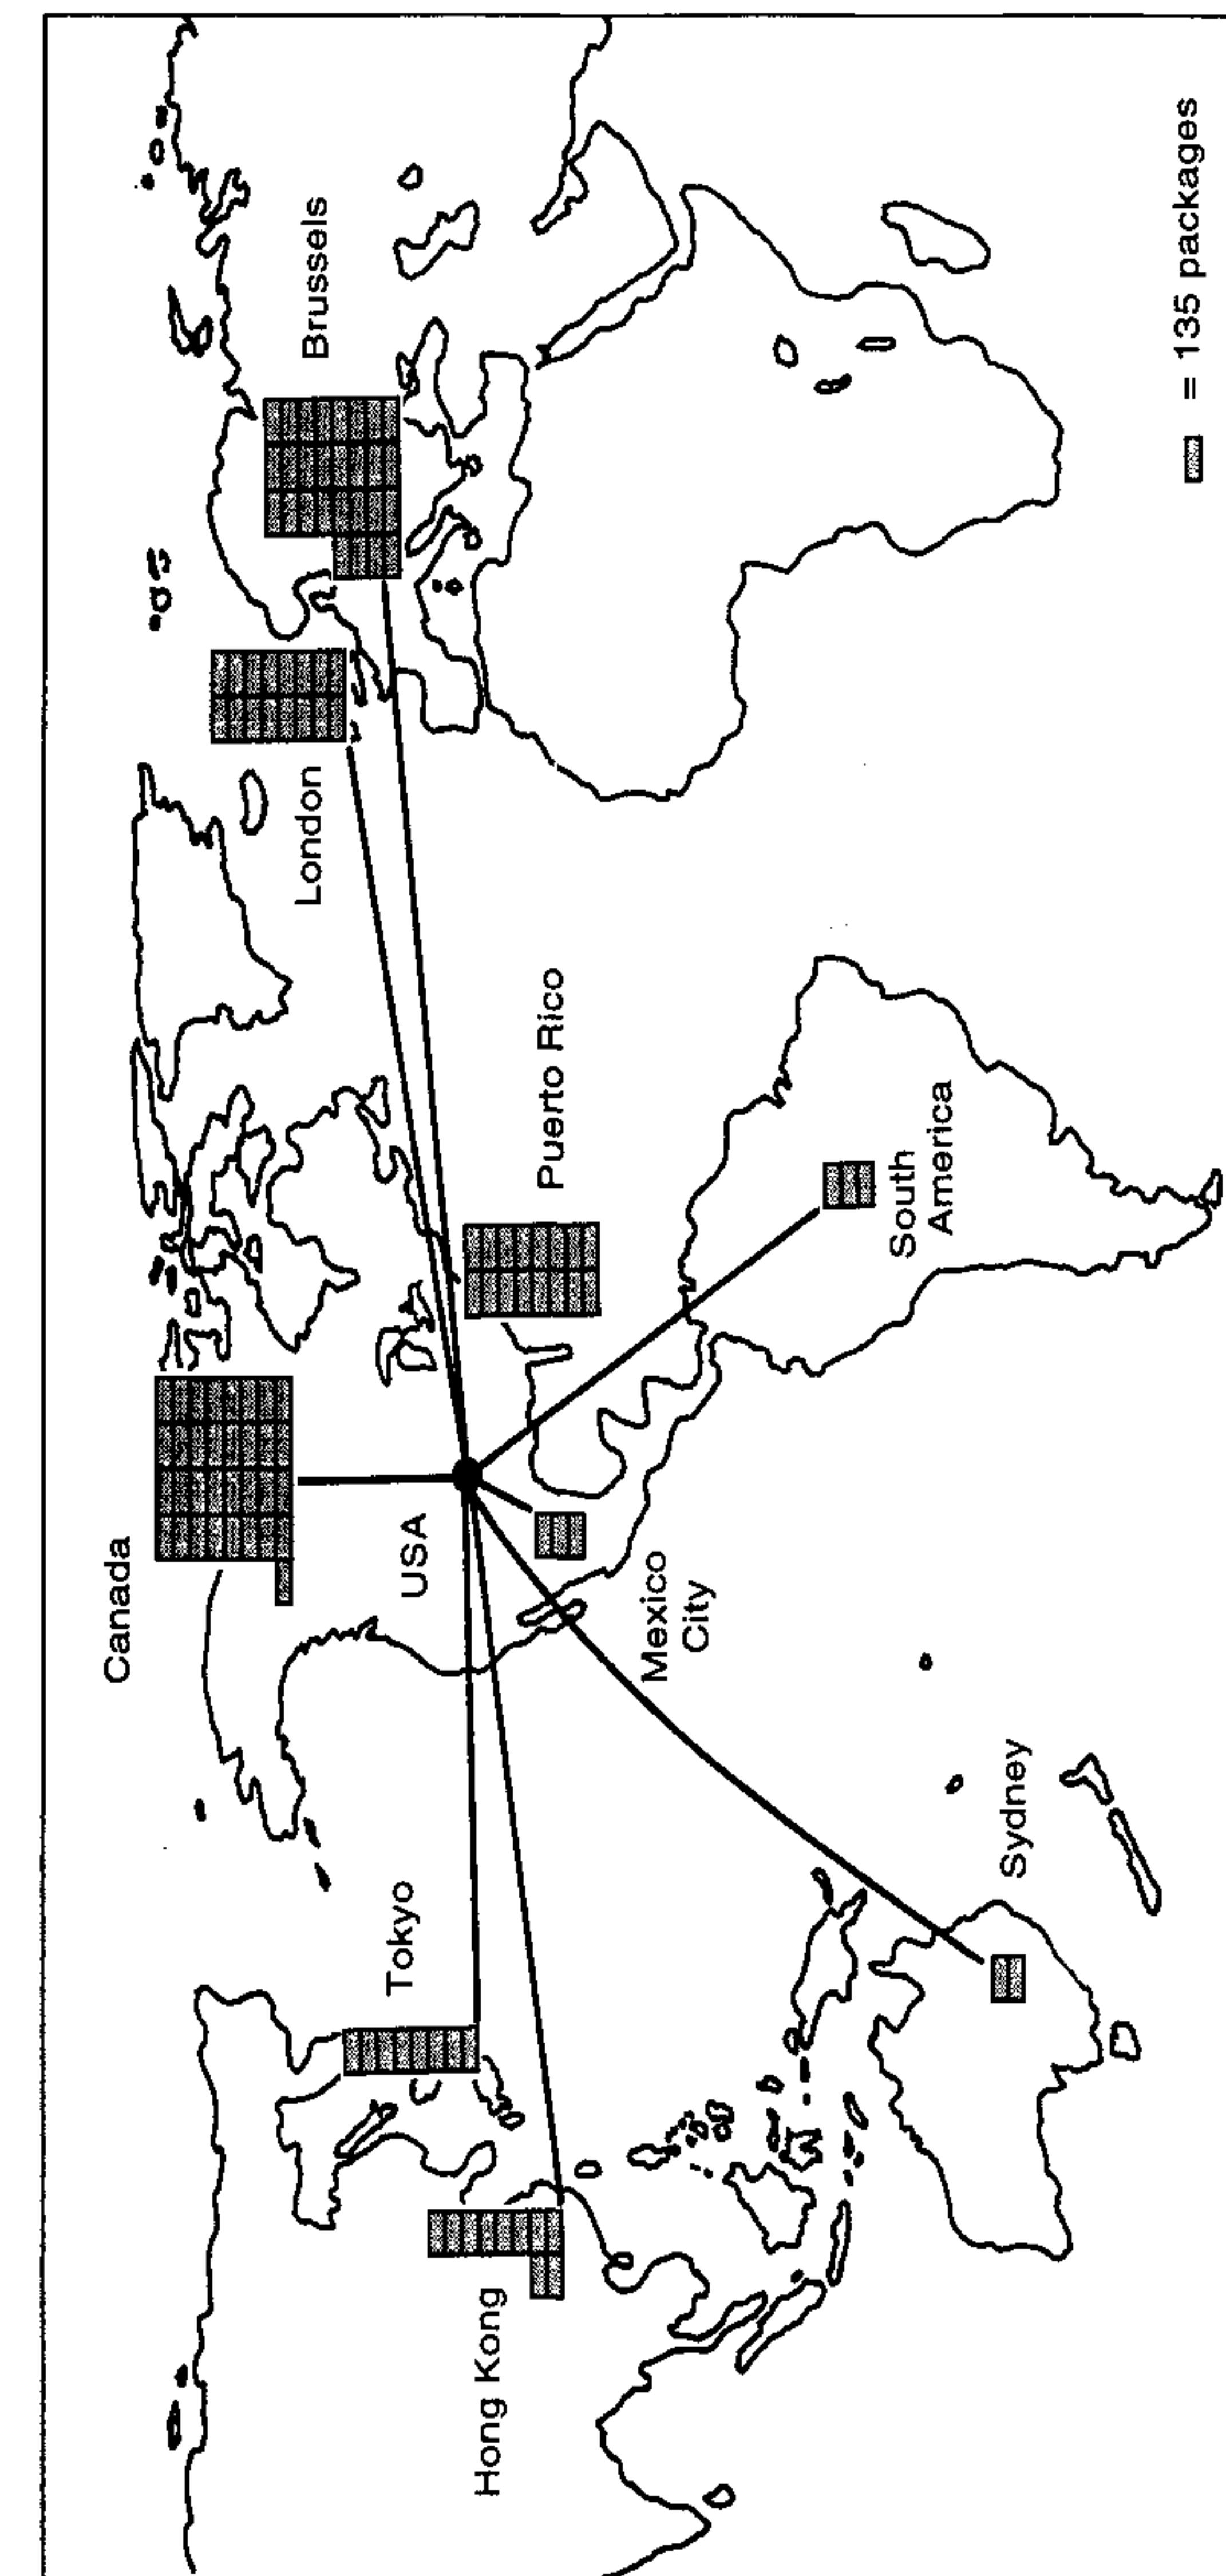 Canada
Brussels
London
Tokyo
USA
Hong Kong
Puerto Rico
Mexico
City
South
America
Sydney
= 135 packages